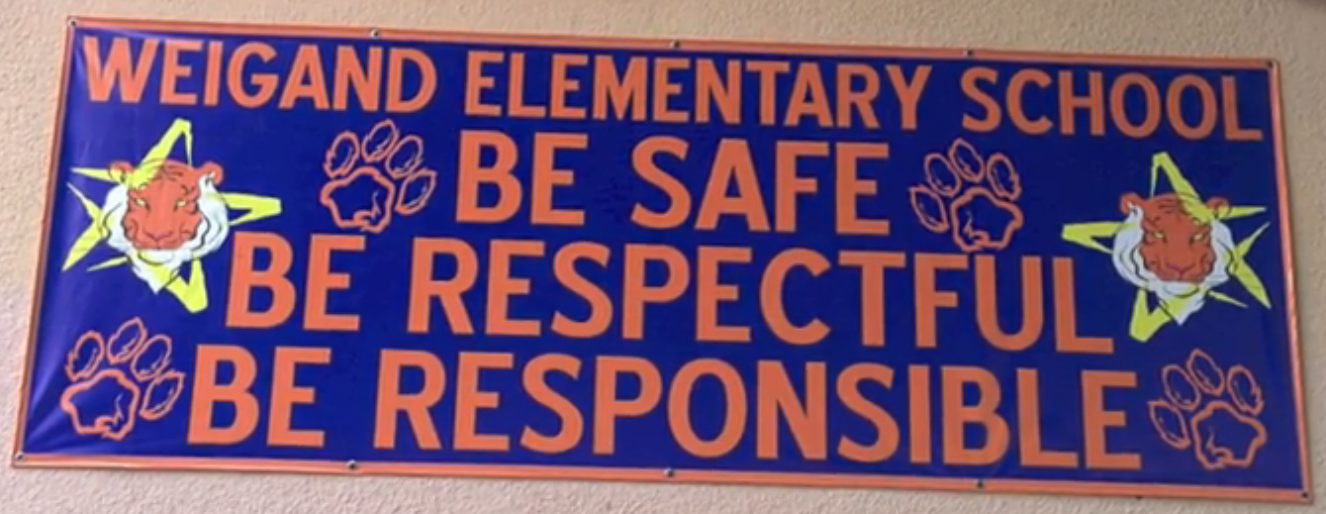 WEIGAND ELEMENTARY SCHOOL
BE SAFE
BE RESPECTFUL
BE RESPONSIBLE